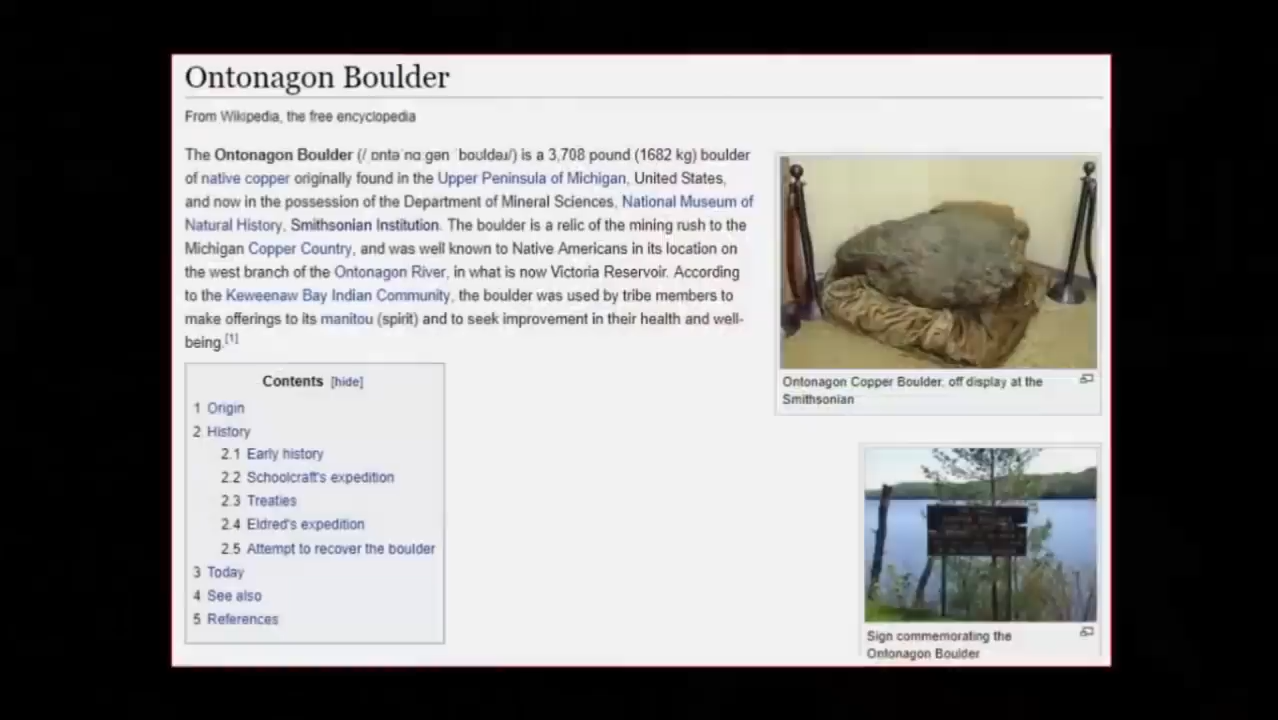 Ontonagon Boulder
From Wikipedia, the free encyclopedia
The Ontonagon Boulder (/ˌɒntəˈnɑːɡən ˈboʊldər/) is a 3,708 pound (1682 kg) boulder
of native copper originally found in the Upper Peninsula of Michigan, United States,
and now in the possession of the Department of Mineral Sciences, National Museum of
Natural History, Smithsonian Institution. The boulder is a relic of the mining rush to the
Michigan Copper Country, and was well known to Native Americans in its location on
the west branch of the Ontonagon River, in what is now Victoria Reservoir. According
to the Keweenaw Bay Indian Community, the boulder was used by tribe members to
make offerings to its manitou (spirit) and to seek improvement in their health and well-
being.[1]
Contents [hide]
1 Origin
2 History
2.1 Early history
2.2 Schoolcraft's expedition
2.3 Treaties
2.4 Eldred's expedition
2.5 Attempt to recover the boulder
3 Today
4 See also
5 References
Ontonagon Copper Boulder, off display at the
Smithsonian
Sign commemorating the
Ontonagon Boulder